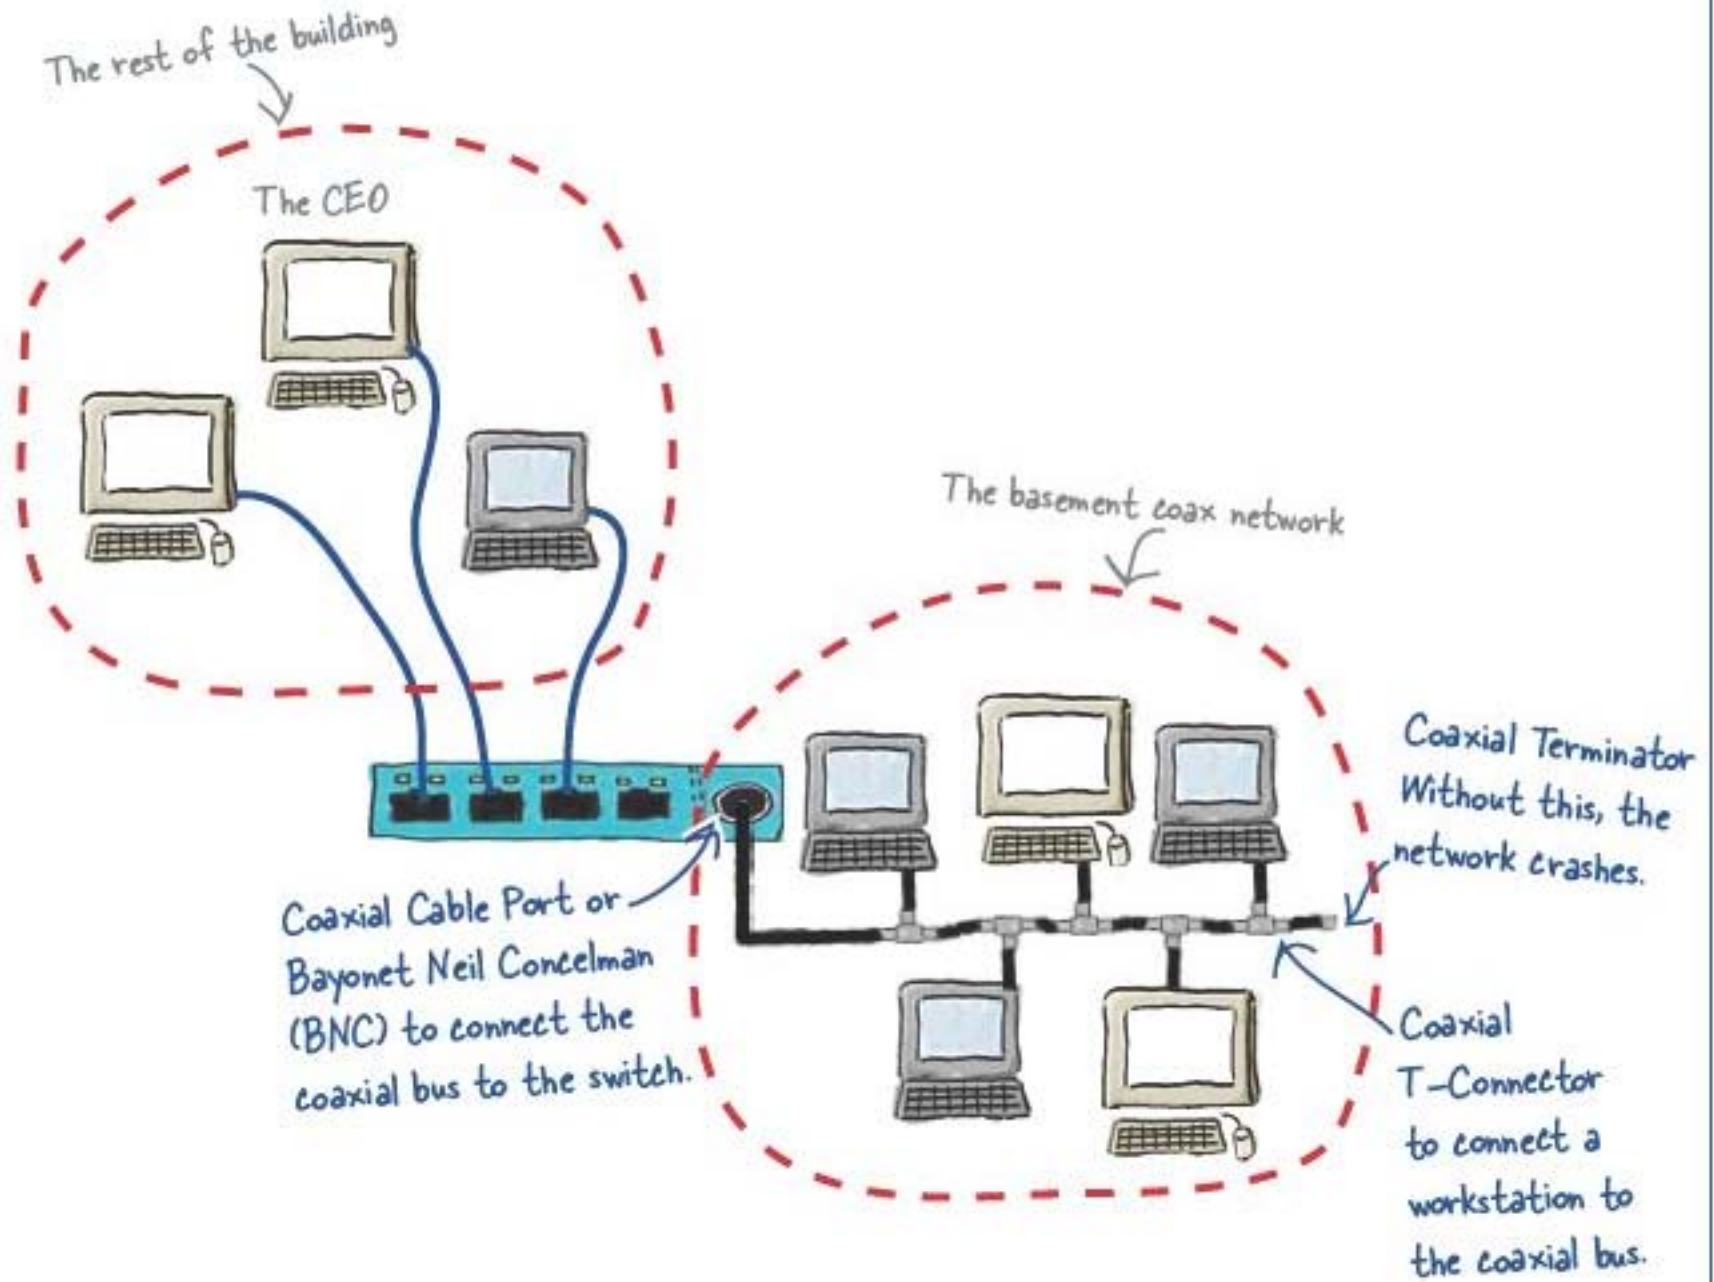 The rest of the building
The CEO
The basement coax network
Coaxial Terminator
Without this, the
network crashes.
Coaxial Cable Port or
Bayonet Neil Concelman
(BNC) to connect the
coaxial bus to the switch.
Coaxial
T-Connector
to connect a
workstation to
the coaxial bus.